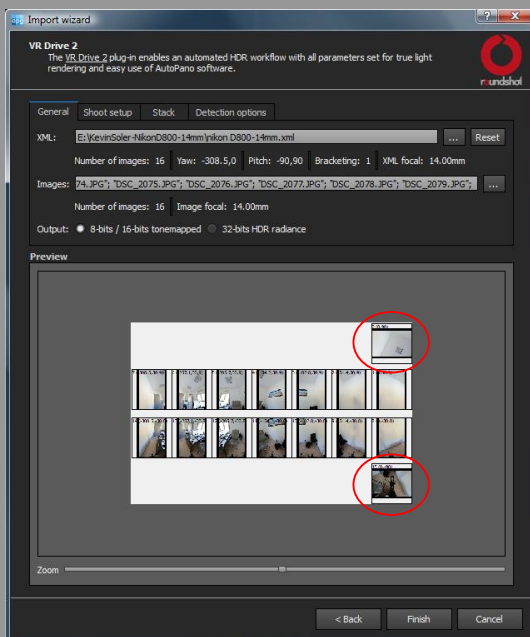 Import wizard
VR Drive 2
The VR Drive 2 plug-in enables an automated HDR workflow with all parameters set for true light
rendering and easy use of AutoPano software.
roundshot
General Shoot setup Stack Detection options
XML: E:\KevinSoler-NikonD800-14mm\nikon D800-14mm.xml ... Reset
Number of images: 16 Yaw: -308.5,0 Pitch: -90,90 Bracketing: 1 XML focal: 14.00mm
Images: 74.JPG"; "DSC_2075.JPG"; "DSC_2076.JPG"; "DSC_2077.JPG"; "DSC_2078.JPG"; "DSC_2079.JPG"; ...
Number of images: 16 Image focal: 14.00mm
Output: 8-bits / 16-bits tonemapped 32-bits HDR radiance
Preview
Zoom
< Back Finish Cancel